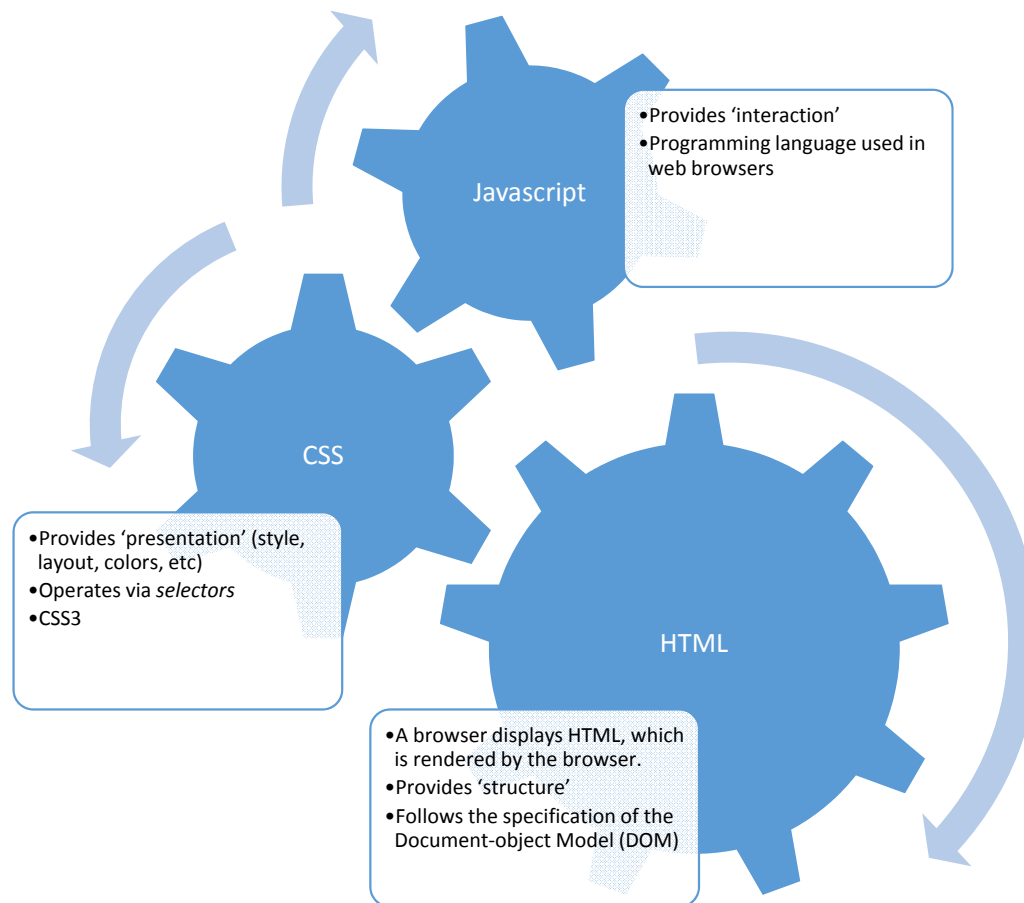 Javascript
•Provides ‘interaction’
•Programming language used in
web browsers
CSS
•Provides ‘presentation’ (style,
layout, colors, etc)
•Operates via selectors
•CSS3
HTML
•A browser displays HTML, which
is rendered by the browser.
•Provides ‘structure’
•Follows the specification of the
Document-object Model (DOM)